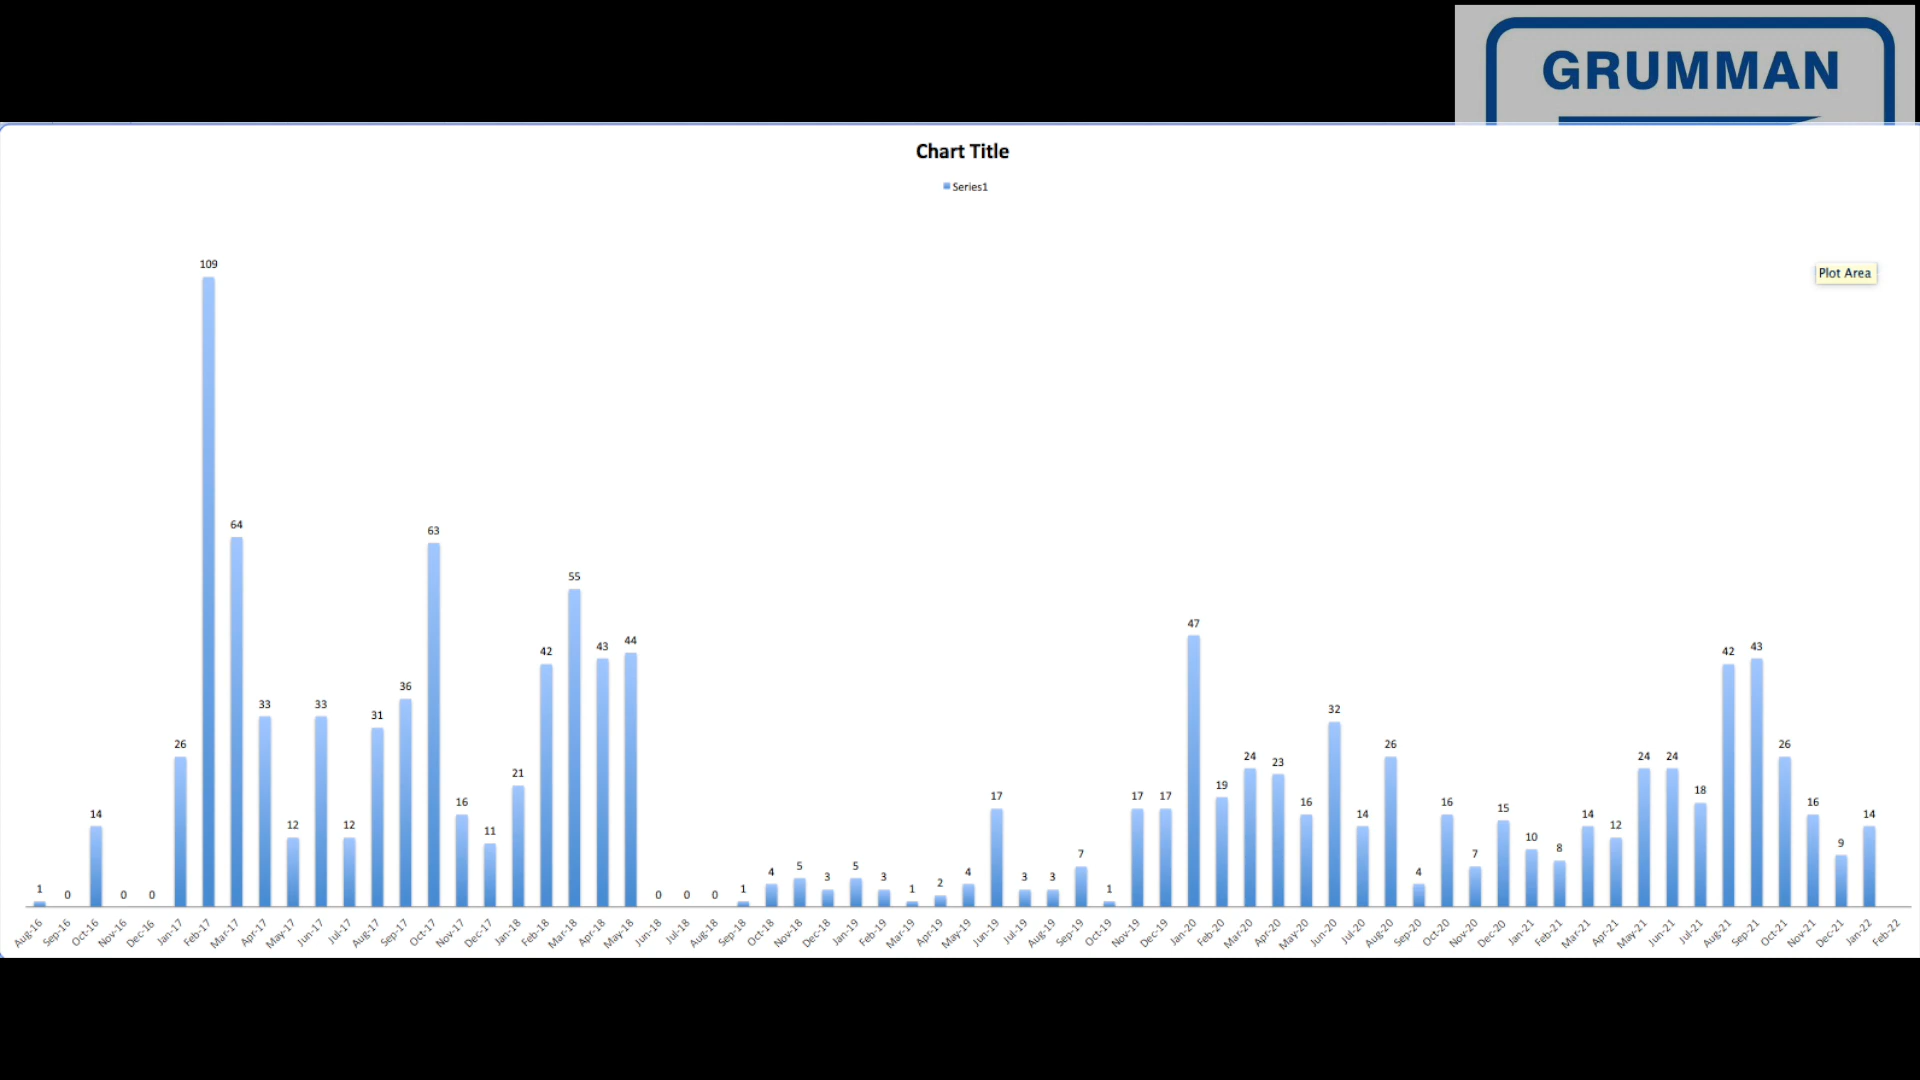 GRUMMAN
Chart Title
Series1
Plot Area
109
64
63
55
47
44
43
42
43
42
36
33
33
31
32
26
26
26
24
24
24
23
21
19
18
17
17
17
16
16
16
16
15
14
14
14
14
12
12
12
11
10
9
8
7
7
5
5
4
4
4
3
3
3
3
2
1
1
1
1
0
0
0
0
0
0
Aug-16
Sep-16
Oct-16
Nov-16
Dec-16
Jan-17
Feb-17
Mar-17
Apr-17
May-17
Jun-17
Jul-17
Aug-17
Sep-17
Oct-17
Nov-17
Dec-17
Jan-18
Feb-18
Mar-18
Apr-18
May-18
Jun-18
Jul-18
Aug-18
Sep-18
Oct-18
Nov-18
Dec-18
Jan-19
Feb-19
Mar-19
Apr-19
May-19
Jun-19
Jul-19
Aug-19
Sep-19
Oct-19
Nov-19
Dec-19
Jan-20
Feb-20
Mar-20
Apr-20
May-20
Jun-20
Jul-20
Aug-20
Sep-20
Oct-20
Nov-20
Dec-20
Jan-21
Feb-21
Mar-21
Apr-21
May-21
Jun-21
Jul-21
Aug-21
Sep-21
Oct-21
Nov-21
Dec-21
Jan-22
Feb-22